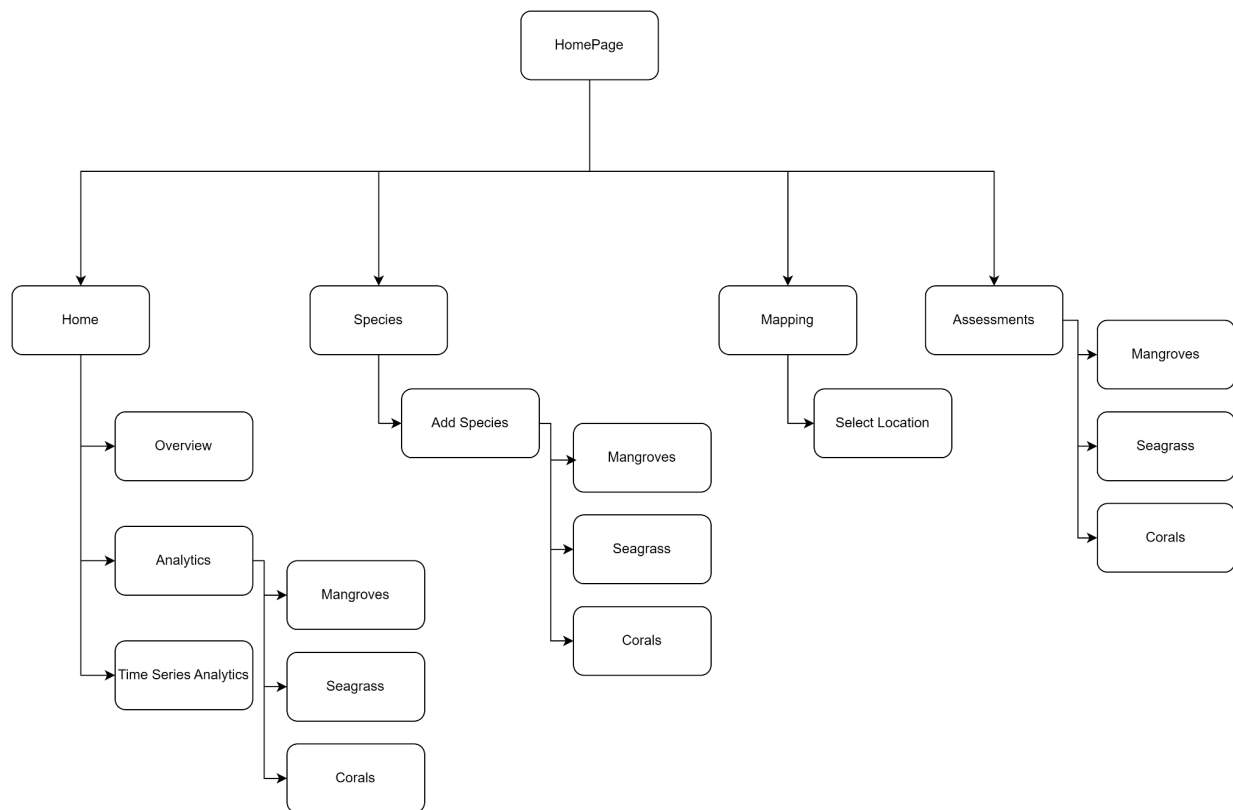 HomePage
Home
Species
Mapping
Assessments
Mangroves
Add Species
Select Location
Overview
Mangroves
Seagrass
Analytics
Seagrass
Corals
Mangroves
Corals
Time Series Analytics
Seagrass
Corals